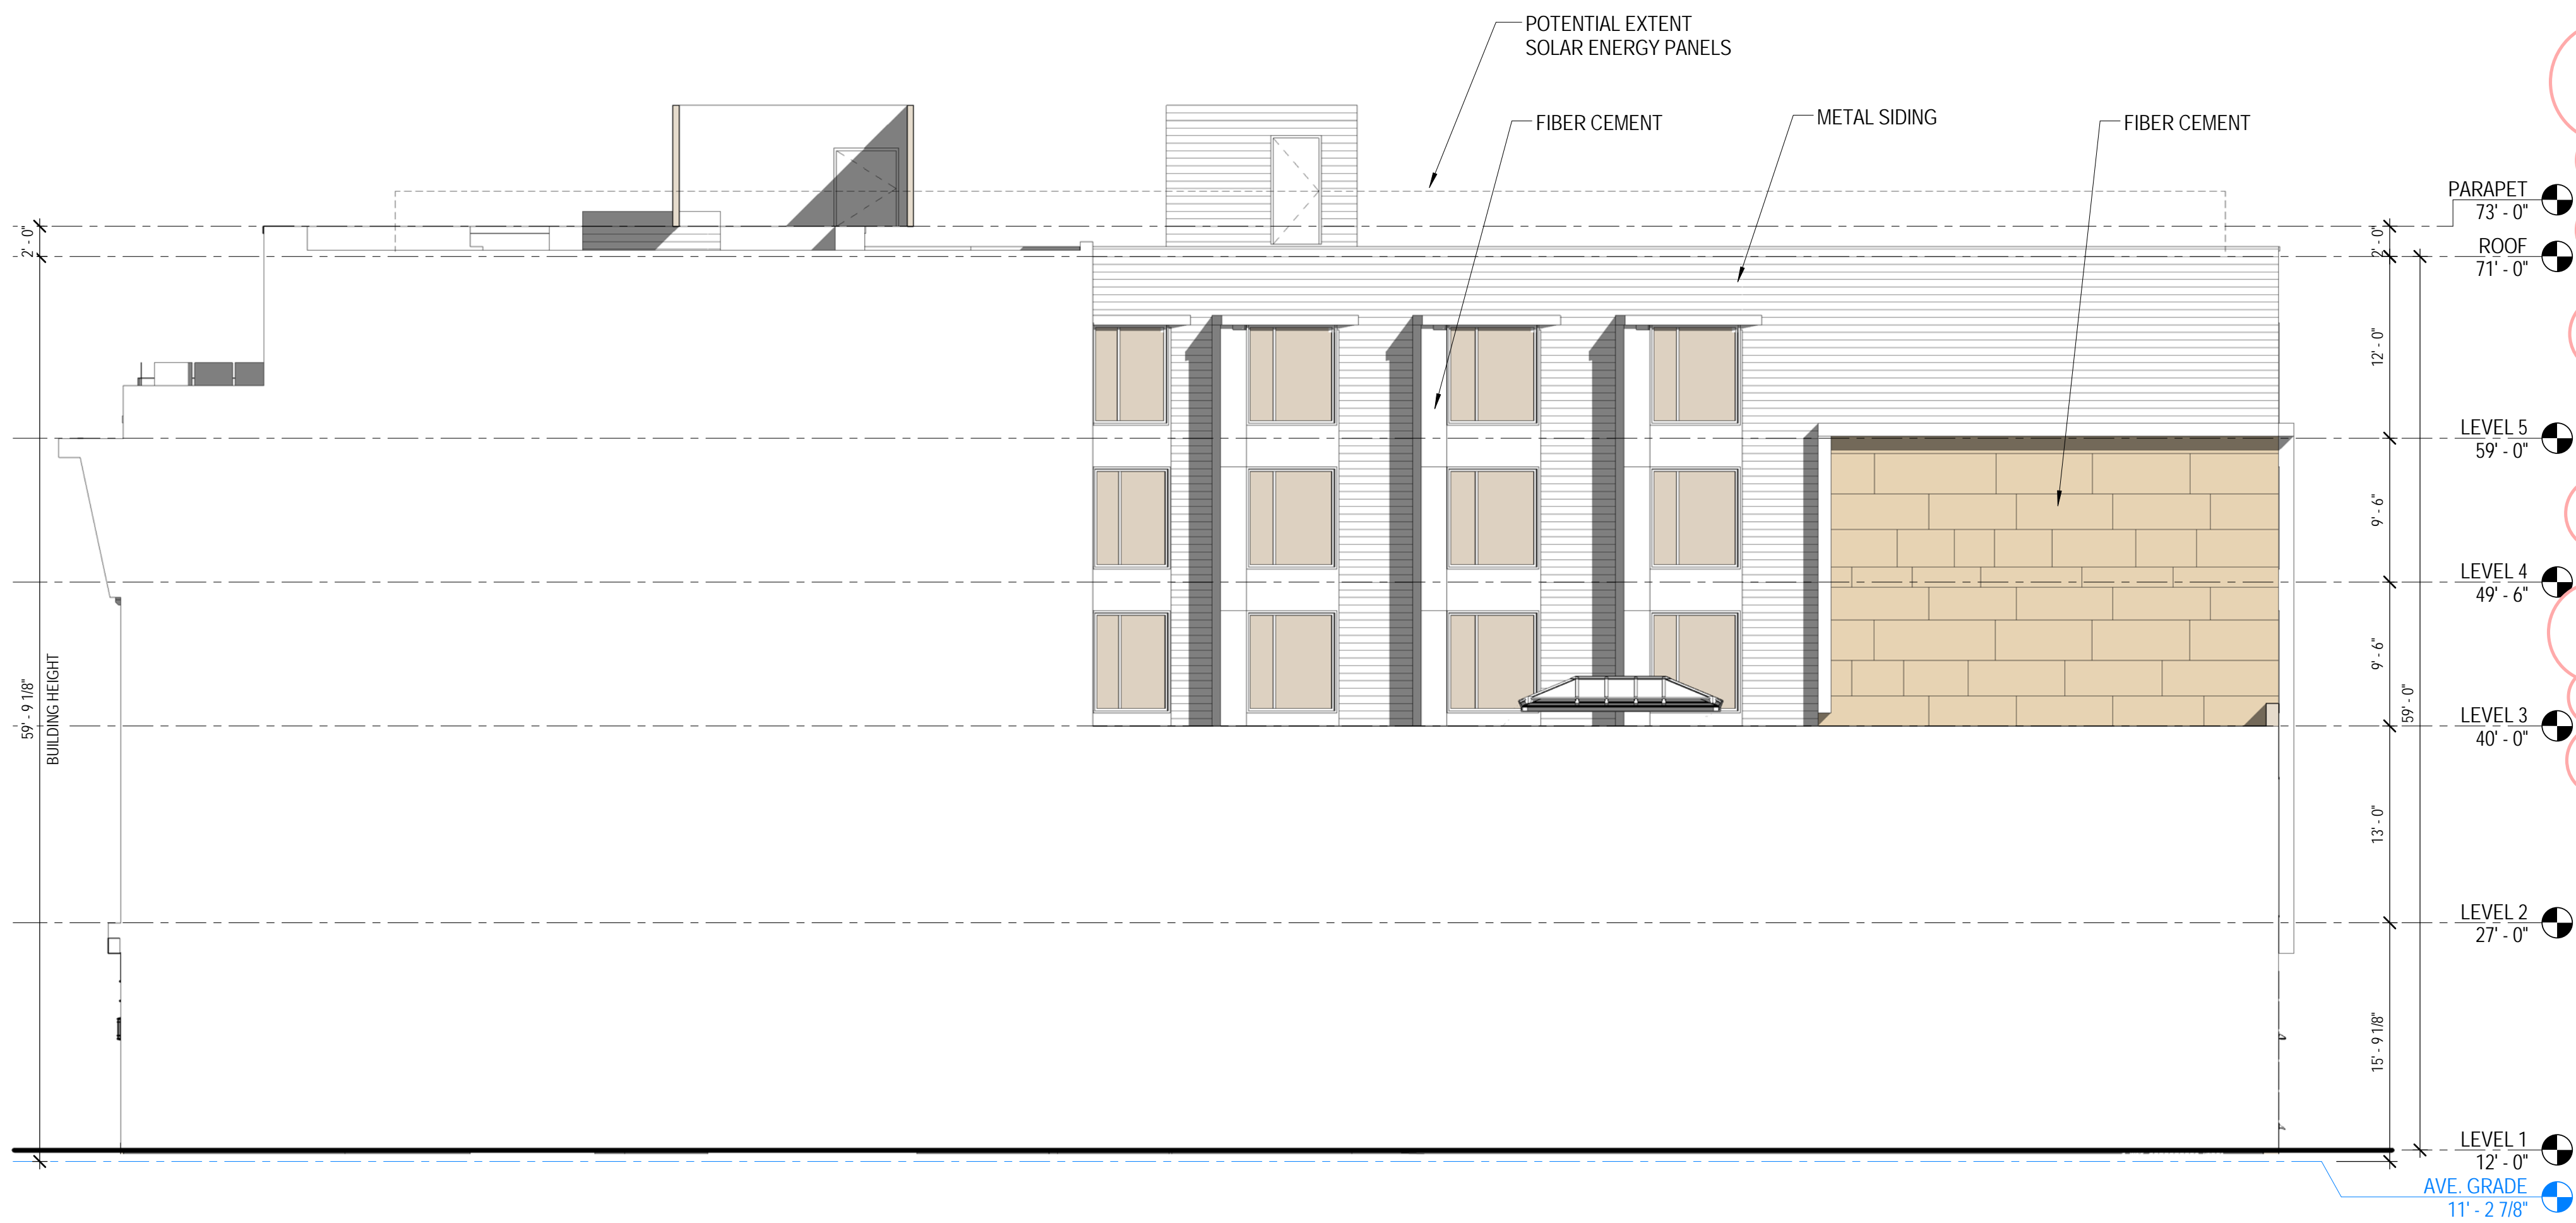 POTENTIAL EXTENT
SOLAR ENERGY PANELS
FIBER CEMENT
METAL SIDING
FIBER CEMENT
PARAPET
73' - 0"
ROOF
71' - 0"
LEVEL 5
59' - 0"
LEVEL 4
49' - 6"
LEVEL 3
40' - 0"
LEVEL 2
27' - 0"
LEVEL 1
12' - 0"
AVE. GRADE
11' - 2 7/8"
2' - 0"
59' - 9 1/8"
BUILDING HEIGHT
2' - 0"
12' - 0"
9' - 6"
9' - 6"
13' - 0"
15' - 9 1/8"
59' - 0"